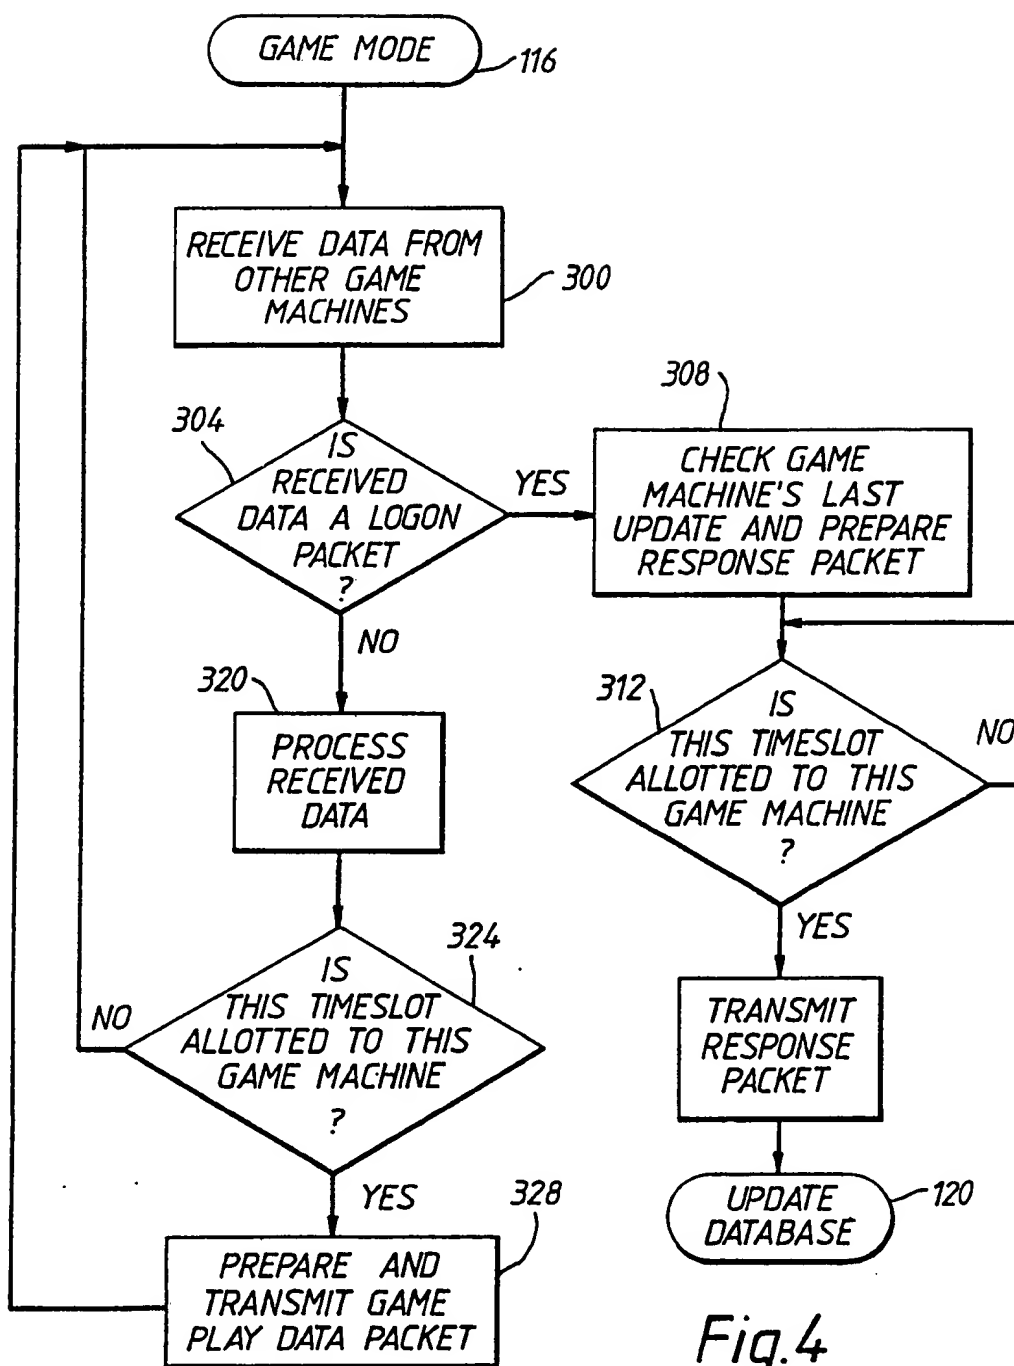 GAME MODE
116
RECEIVE DATA FROM
OTHER GAME
MACHINES
300
304
IS
RECEIVED
DATA A LOGON
PACKET
?
YES
NO
308
CHECK GAME
MACHINE'S LAST
UPDATE AND PREPARE
RESPONSE PACKET
320
PROCESS
RECEIVED
DATA
312
IS
THIS TIMESLOT
ALLOTTED TO THIS
GAME MACHINE
?
NO
YES
324
IS
THIS TIMESLOT
ALLOTTED TO THIS
GAME MACHINE
?
NO
YES
TRANSMIT
RESPONSE
PACKET
328
PREPARE AND
TRANSMIT GAME
PLAY DATA PACKET
UPDATE
DATABASE
120
Fig.4